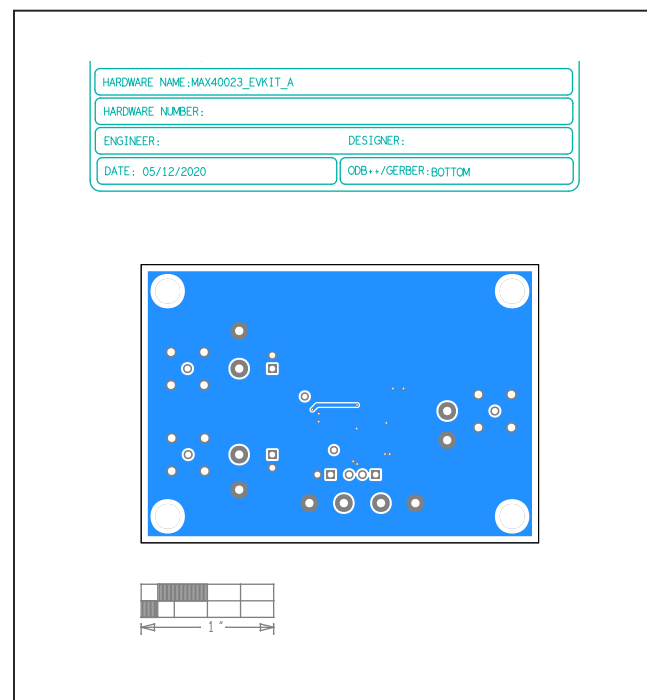 HARDWARE NAME:MAX40023_EVKIT_A
HARDWARE NUMBER:
ENGINEER: DESIGNER:
DATE: 05/12/2020 ODB++/GERBER:BOTTOM
1"